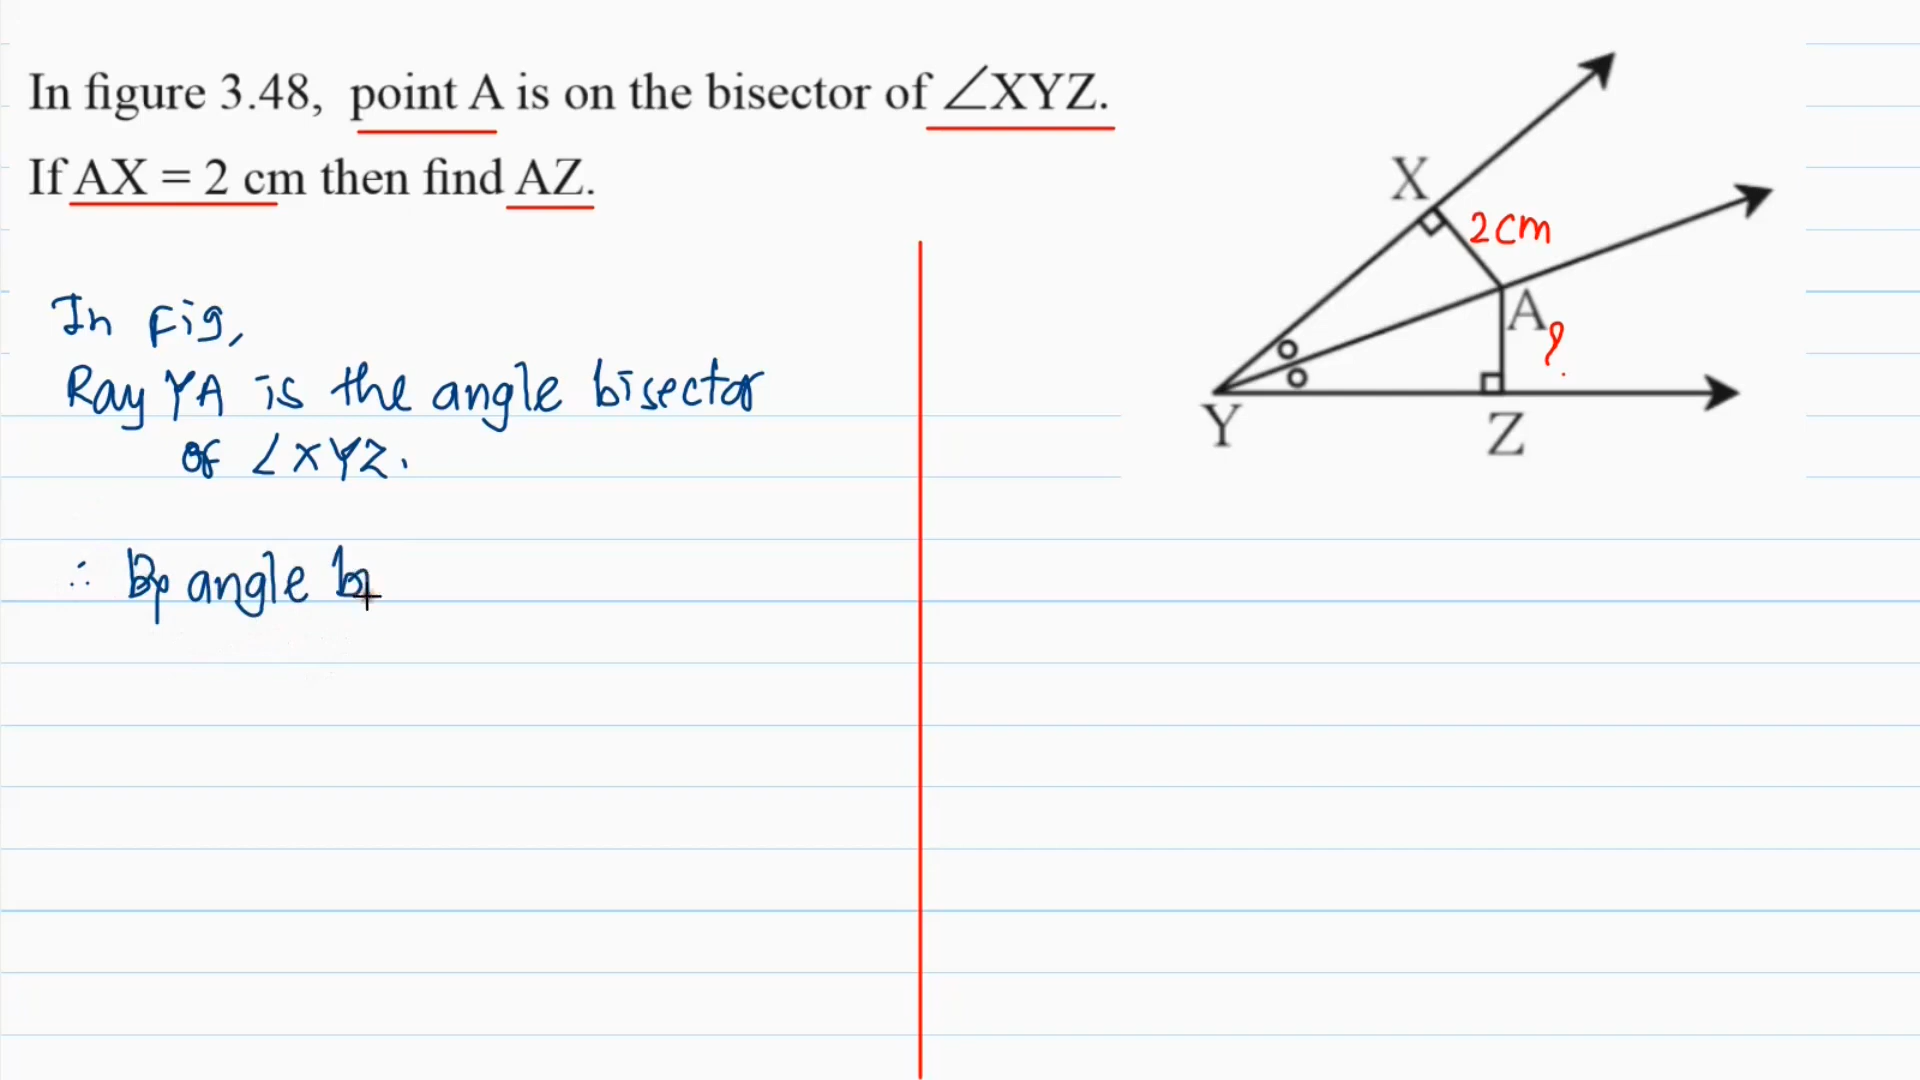 In figure 3.48, point A is on the bisector of ∠XYZ.
If AX = 2 cm then find AZ.
X
2cm
A
?
Y
Z
In Fig,
Ray YA is the angle bisector
of ∠XYZ.
∴ By angle b